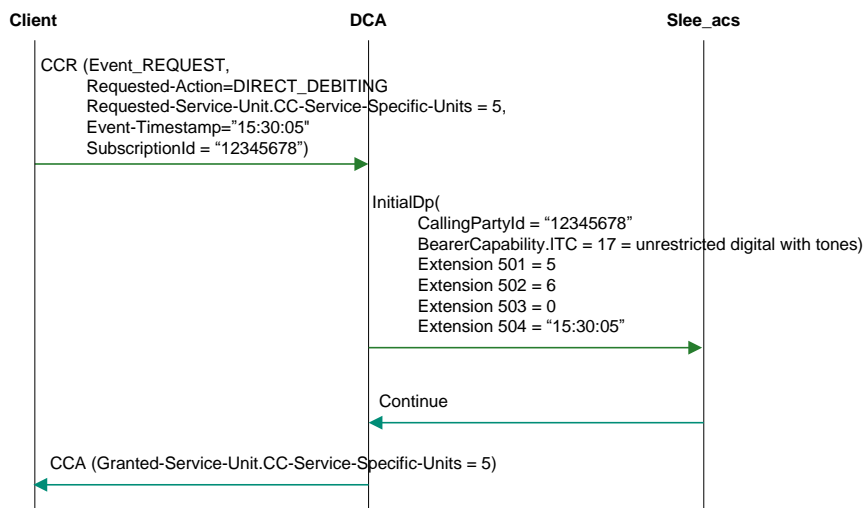 Client DCA Slee_acs
CCR (Event_REQUEST,
Requested-Action=DIRECT_DEBITING
Requested-Service-Unit.CC-Service-Specific-Units = 5,
Event-Timestamp=”15:30:05"
SubscriptionId = “12345678”)
InitialDp(
CallingPartyId = “12345678”
BearerCapability.ITC = 17 = unrestricted digital with tones)
Extension 501 = 5
Extension 502 = 6
Extension 503 = 0
Extension 504 = “15:30:05”
Continue
CCA (Granted-Service-Unit.CC-Service-Specific-Units = 5)